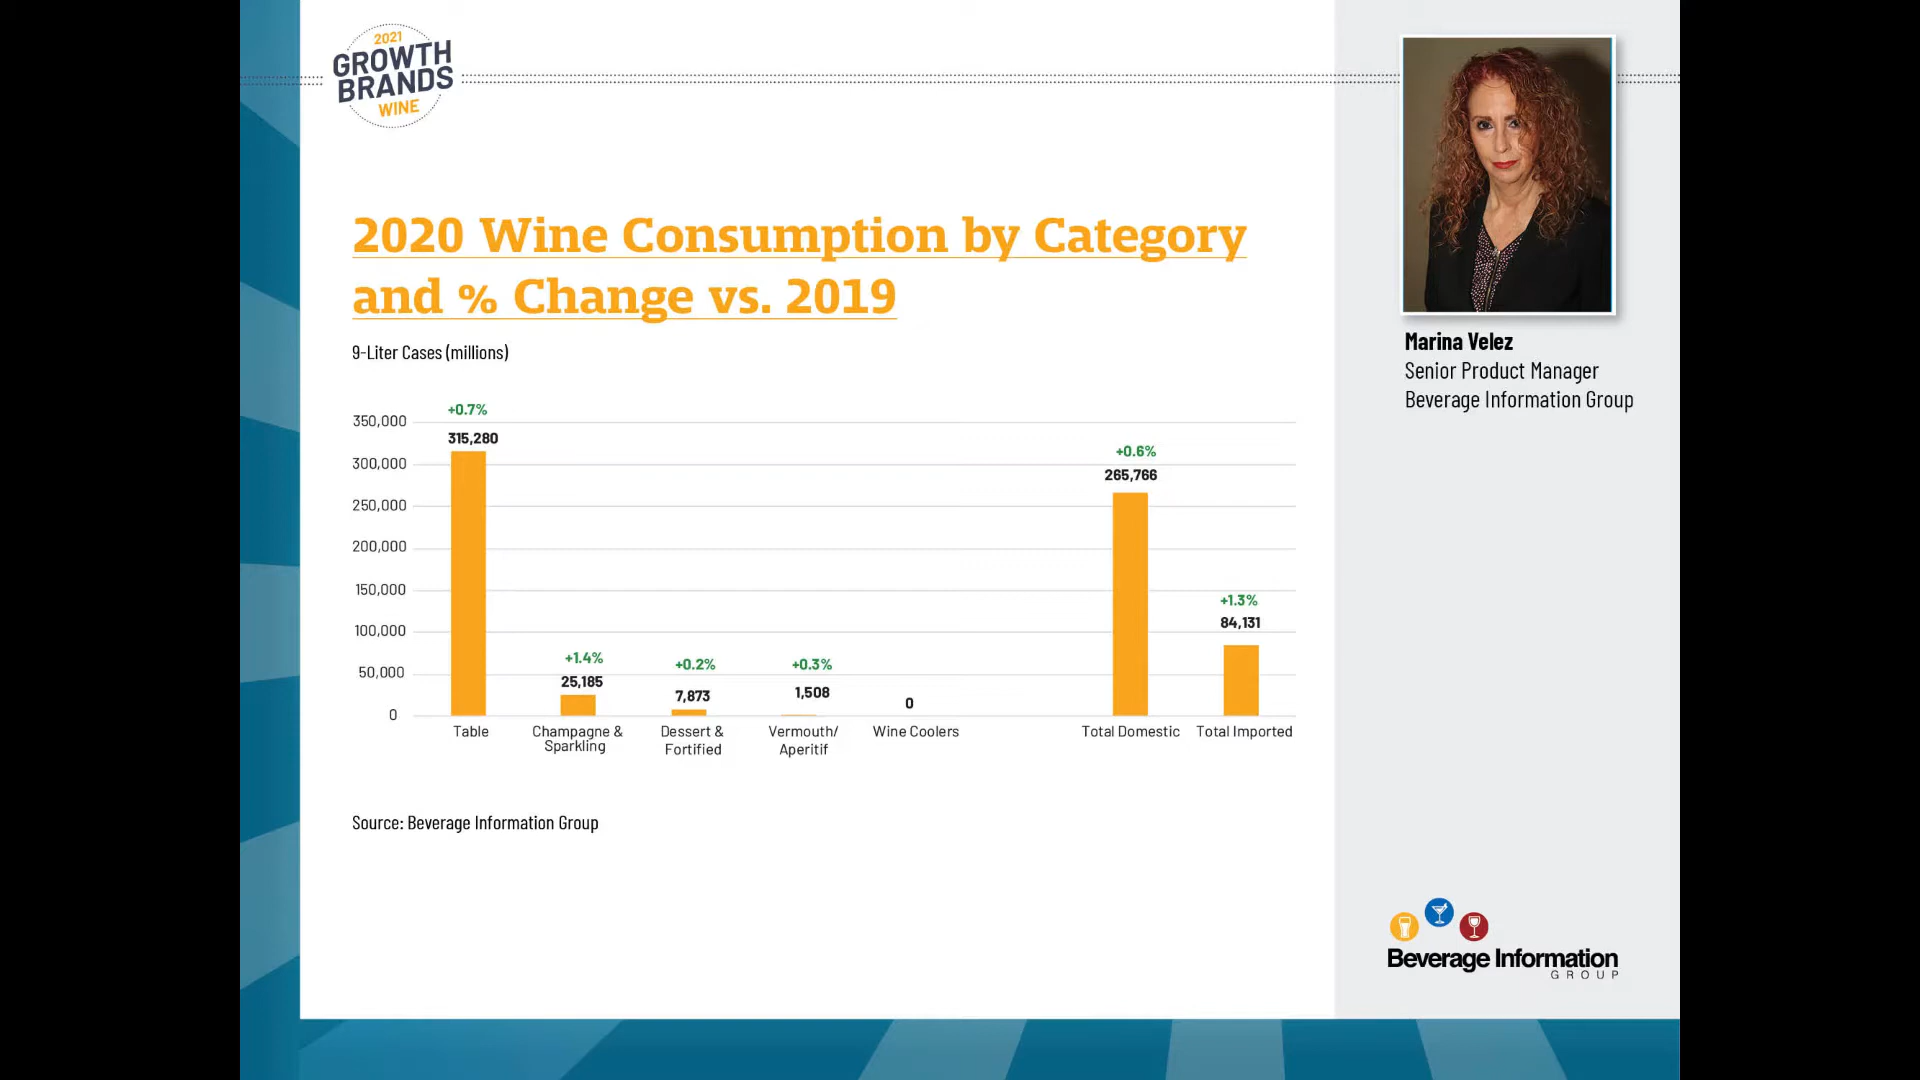 2021
GROWTH
BRANDS
WINE
2020 Wine Consumption by Category
and % Change vs. 2019
9-Liter Cases (millions)
350,000
300,000
250,000
200,000
150,000
100,000
50,000
0
+0.7%
315,280
+1.4%
25,185
+0.2%
7,873
+0.3%
1,508
0
+0.6%
265,766
+1.3%
84,131
Table
Champagne &
Sparkling
Dessert &
Fortified
Vermouth/
Aperitif
Wine Coolers
Total Domestic
Total Imported
Source: Beverage Information Group
Marina Velez
Senior Product Manager
Beverage Information Group
Beverage Information
GROUP